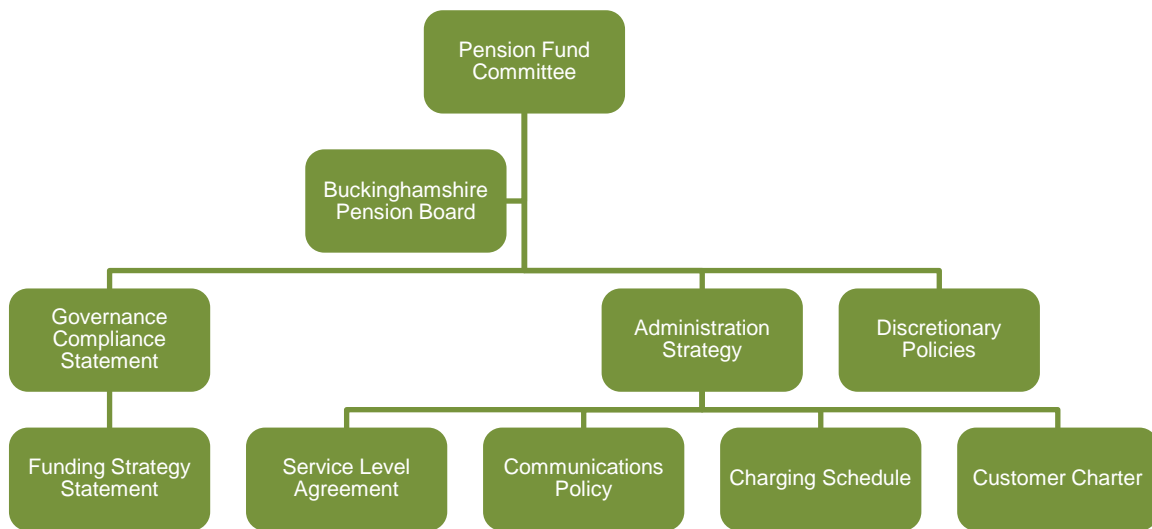 Pension Fund
Committee
Buckinghamshire
Pension Board
Governance
Compliance
Statement
Administration
Strategy
Discretionary
Policies
Funding Strategy
Statement
Service Level
Agreement
Communications
Policy
Charging Schedule
Customer Charter